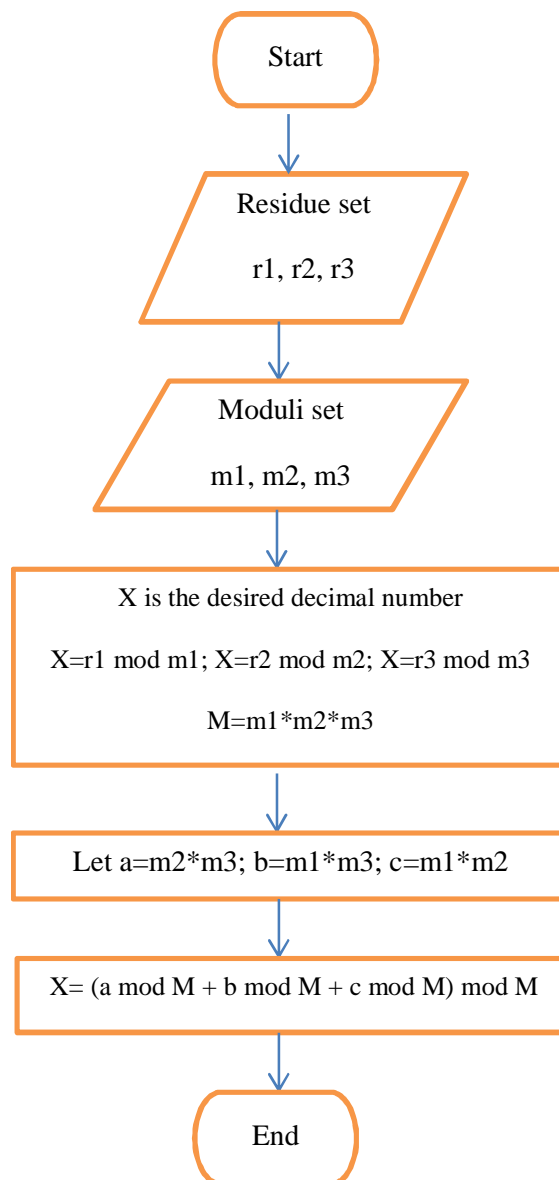 Start
Residue set
r1, r2, r3
Moduli set
m1, m2, m3
X is the desired decimal number
X=r1 mod m1; X=r2 mod m2; X=r3 mod m3
M=m1*m2*m3
Let a=m2*m3; b=m1*m3; c=m1*m2
X= (a mod M + b mod M + c mod M) mod M
End